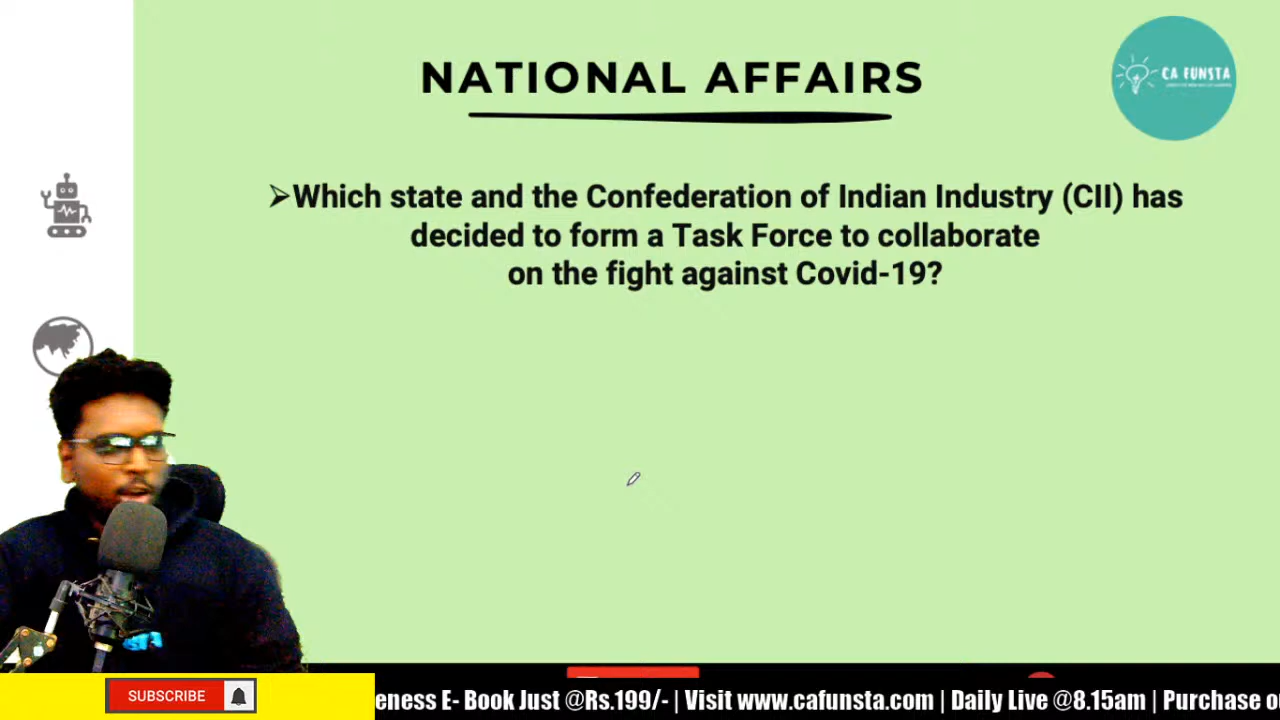 NATIONAL AFFAIRS
CA FUNSTA
➢Which state and the Confederation of Indian Industry (CII) has
decided to form a Task Force to collaborate
on the fight against Covid-19?
SUBSCRIBE
eness E- Book Just @Rs.199/- | Visit www.cafunsta.com | Daily Live @8.15am | Purchase o